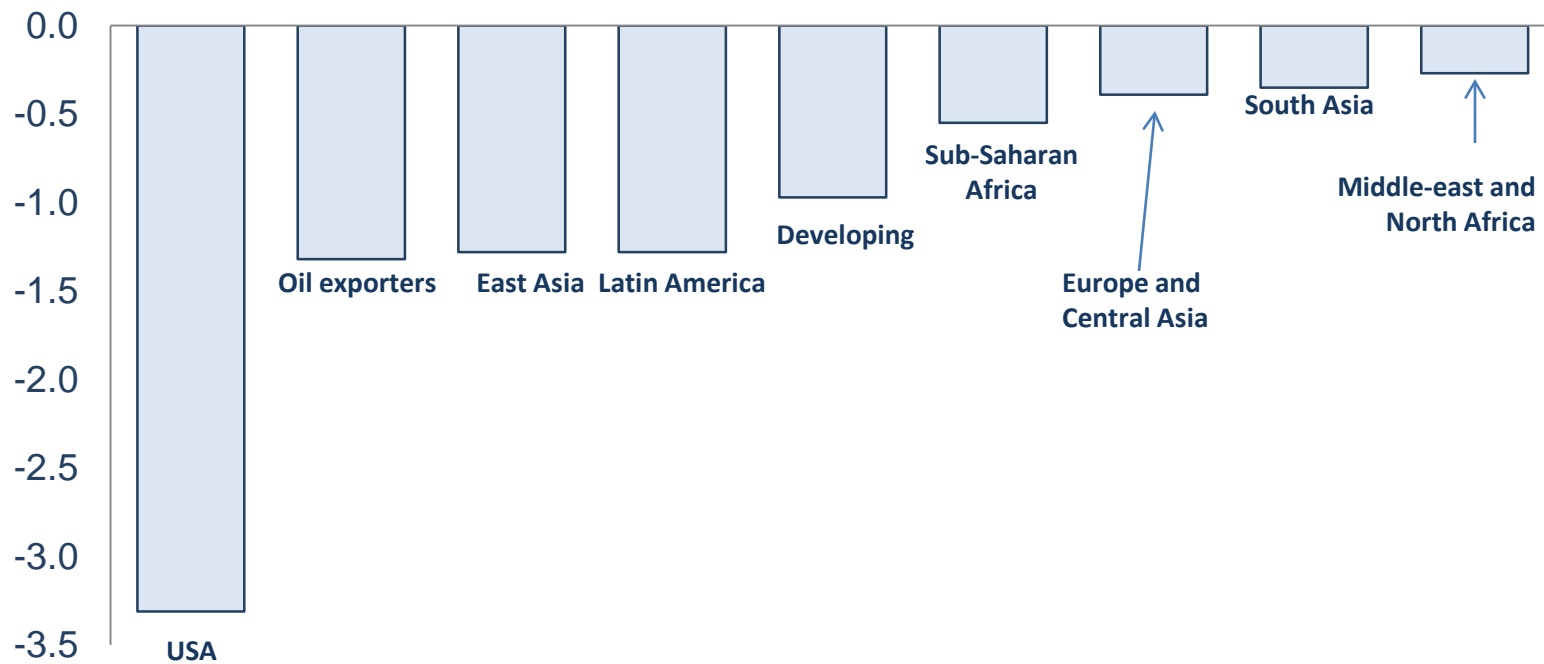 0.0
-0.5
-1.0
-1.5
-2.0
-2.5
-3.0
-3.5
USA
Oil exporters
East Asia
Latin America
Developing
Sub-Saharan
Africa
Europe and
Central Asia
South Asia
Middle-east and
North Africa